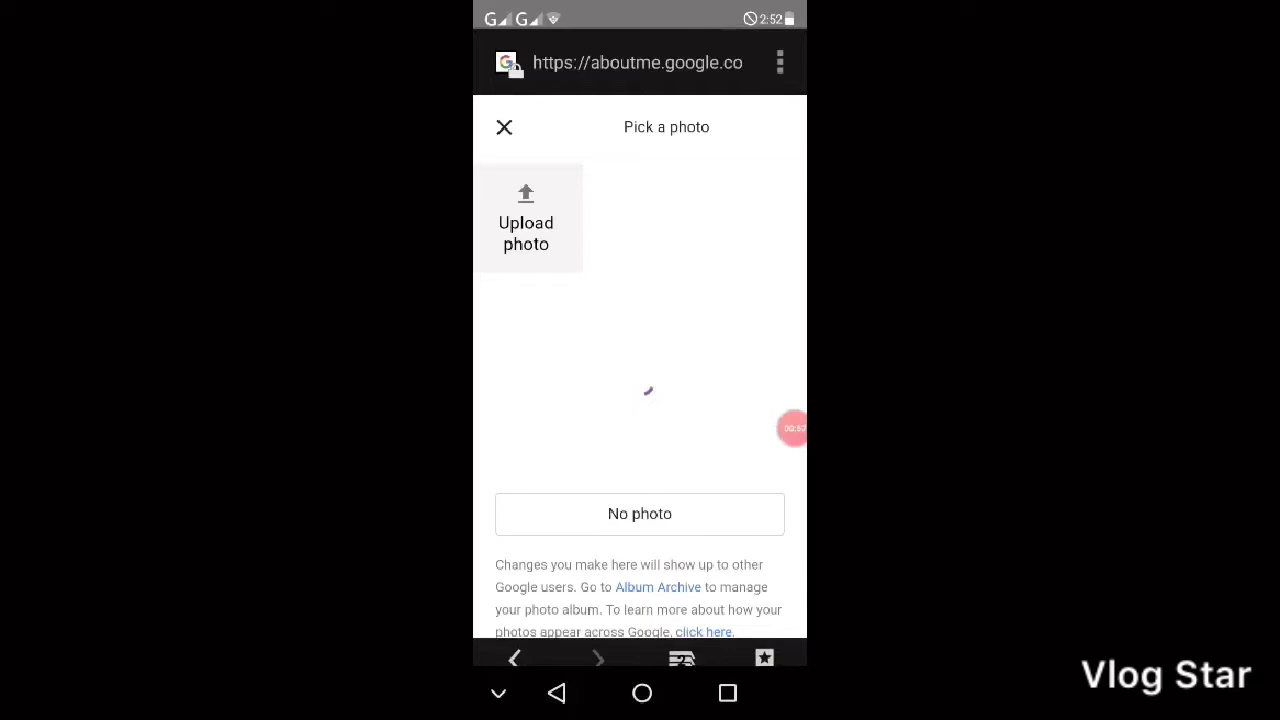 G G 2:52
https://aboutme.google.co
Pick a photo
Upload
photo
No photo
Changes you make here will show up to other
Google users. Go to Album Archive to manage
your photo album. To learn more about how your
photos appear across Google, click here.
Vlog Star